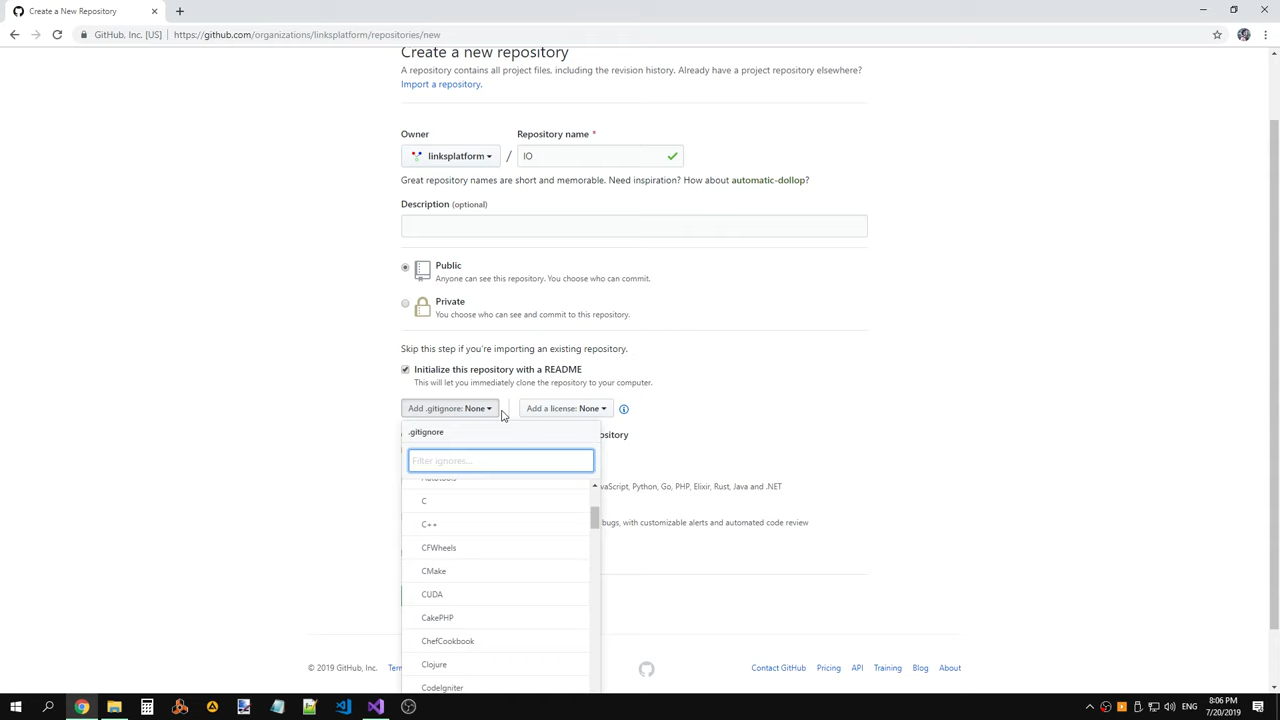 Create a New Repository
GitHub, Inc. [US]
https://github.com/organizations/linksplatform/repositories/new
Create a new repository
A repository contains all project files, including the revision history. Already have a project repository elsewhere?
Import a repository.
Owner
Repository name *
linksplatform
/
IO
Great repository names are short and memorable. Need inspiration? How about automatic-dollop?
Description (optional)
Public
Anyone can see this repository. You choose who can commit.
Private
You choose who can see and commit to this repository.
Skip this step if you're importing an existing repository.
Initialize this repository with a README
This will let you immediately clone the repository to your computer.
Add .gitignore: None
Add a license: None
.gitignore
Filter ignores...
Autotools
C
C++
CFWheels
CMake
CUDA
CakePHP
ChefCookbook
Clojure
CodeIgniter
ository
vaScript, Python, Go, PHP, Elixir, Rust, Java and .NET
bugs, with customizable alerts and automated code review
© 2019 GitHub, Inc.
Term
Contact GitHub
Pricing
API
Training
Blog
About
ENG
8:06 PM
7/20/2019